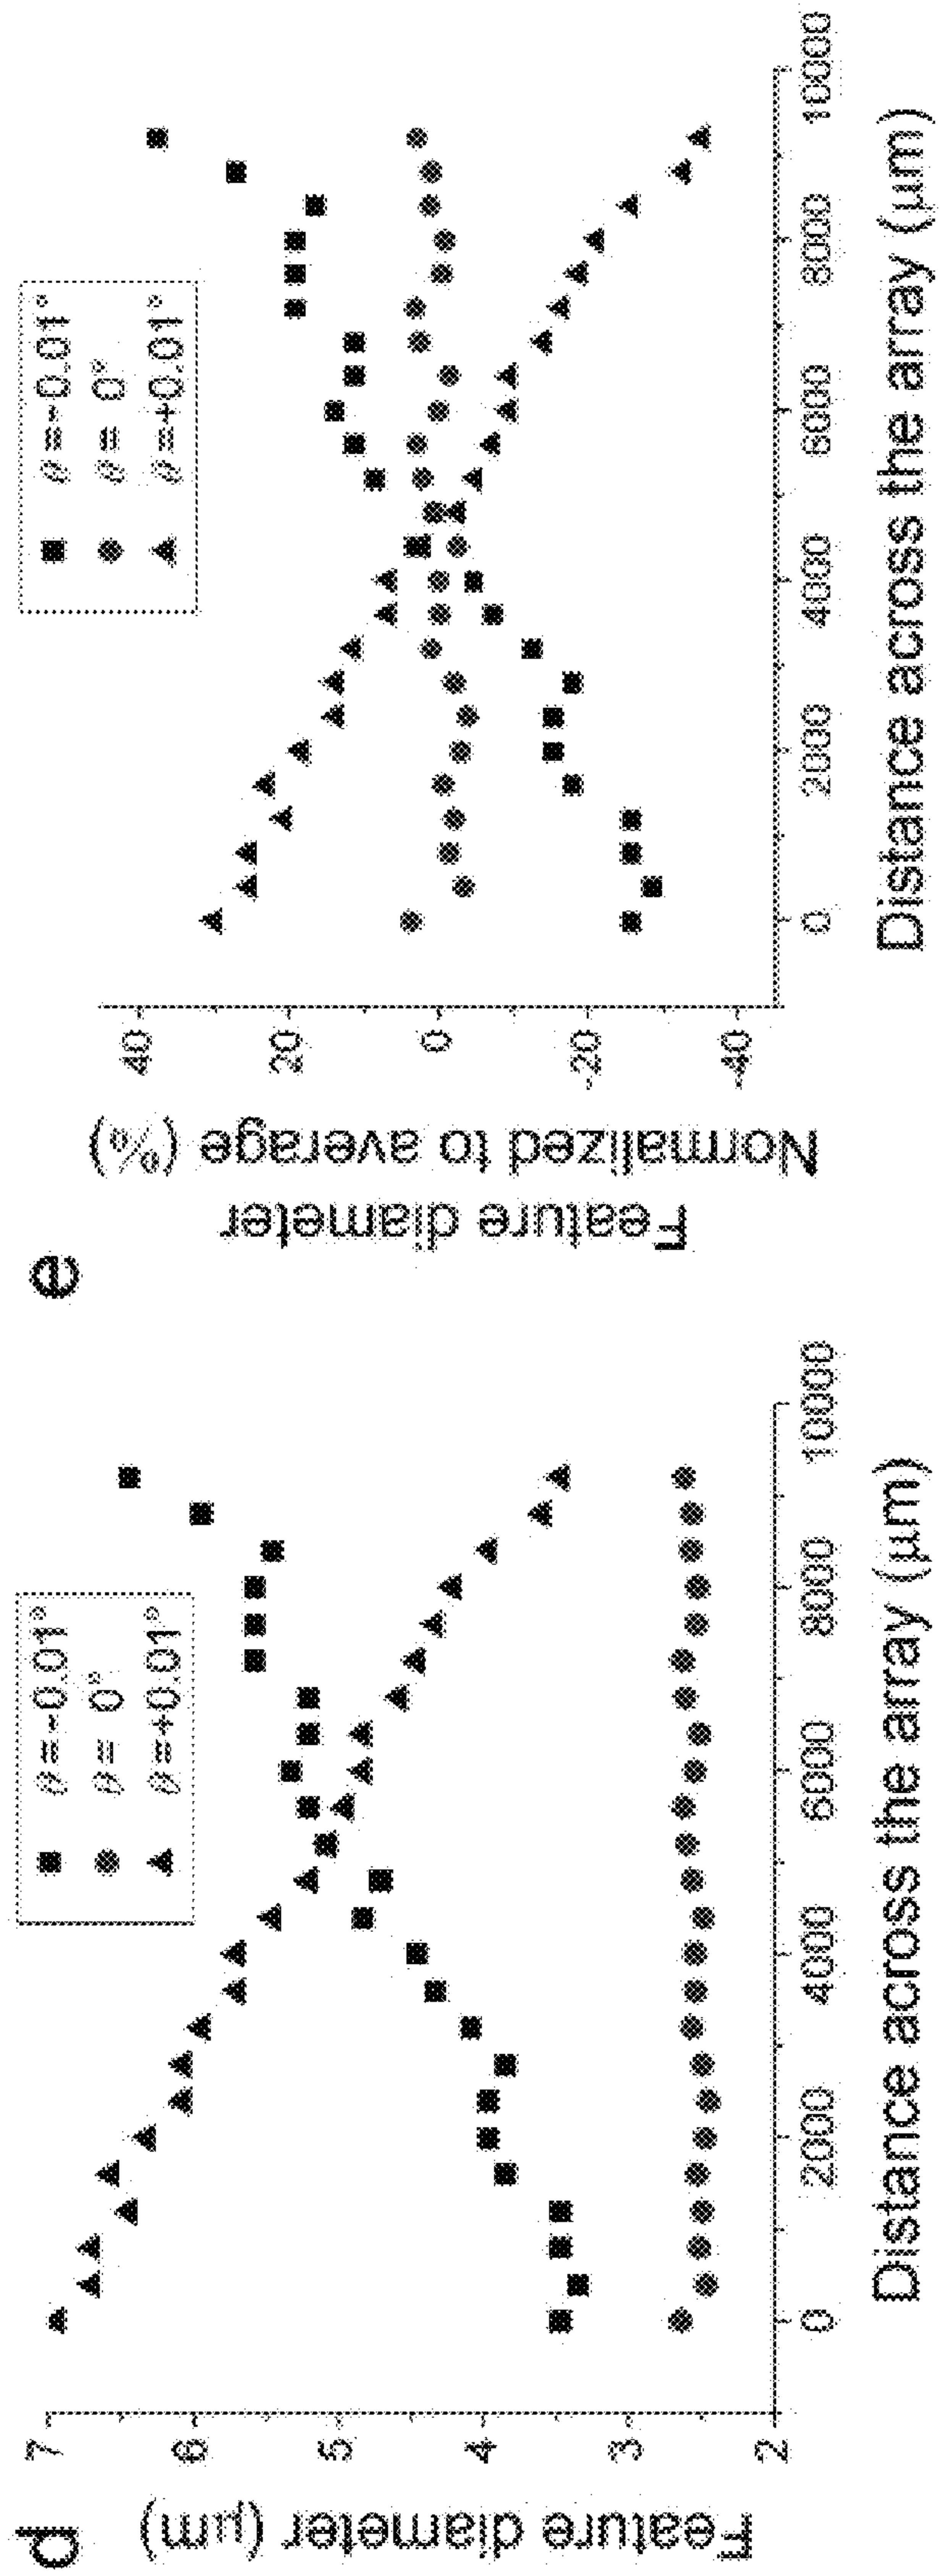 d
Feature diameter (μm)
7
6
5
4
3
2
0
2000
4000
6000
8000
10000
Distance across the array (μm)
θ=-0.01°
θ= 0°
θ=+0.01°
e
Feature diameter
Normalized to average (%)
40
20
0
-20
-40
0
2000
4000
6000
8000
10000
Distance across the array (μm)
θ=-0.01°
θ= 0°
θ=+0.01°